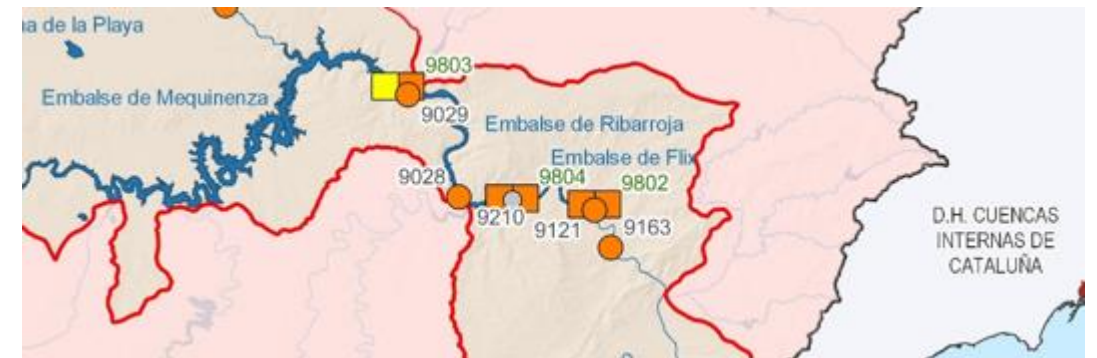 na de la Playa
9803
Embalse de Mequinenza
9029
Embalse de Ribarroja
Embalse de Flix
9028
9804
9802
9210
9121
9163
D.H. CUENCAS
INTERNAS DE
CATALUÑA